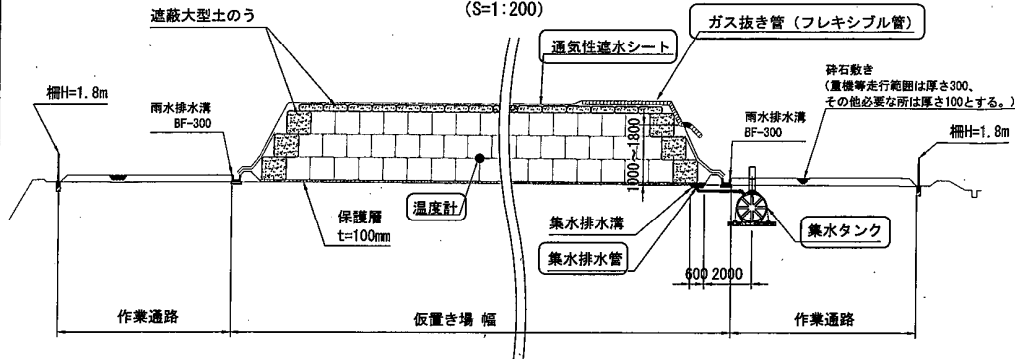 (S=1:200)
遮蔽大型土のう
ガス抜き管（フレキシブル管）
通気性遮水シート
砕石敷き
(重機等走行範囲は厚さ300、
その他必要な所は厚さ100とする。)
柵H=1.8m
雨水排水溝
BF-300
雨水排水溝
BF-300
柵H=1.8m
1000～1800
温度計
保護層
t=100mm
集水排水溝
集水排水管
集水タンク
600 2000
作業通路
仮置き場 幅
作業通路